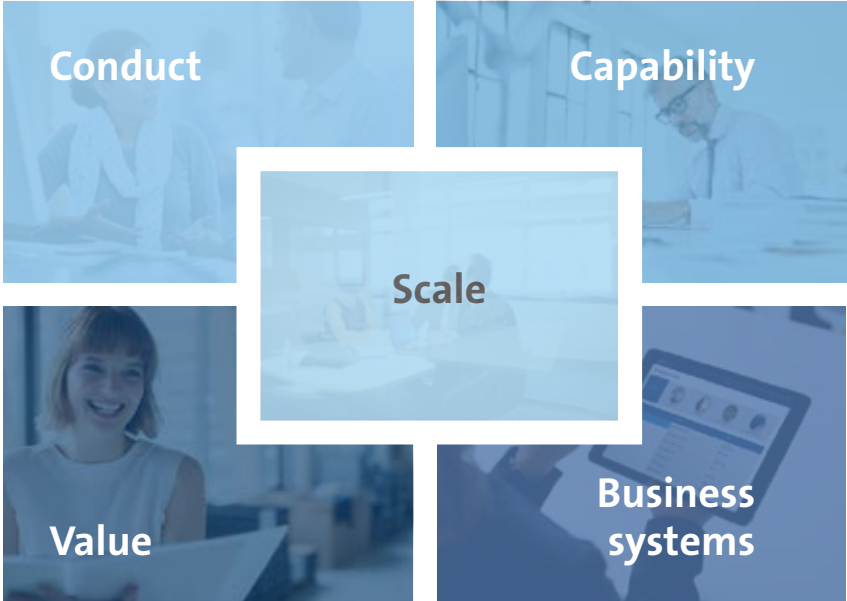 Conduct
Capability
Scale
Value
Business
systems